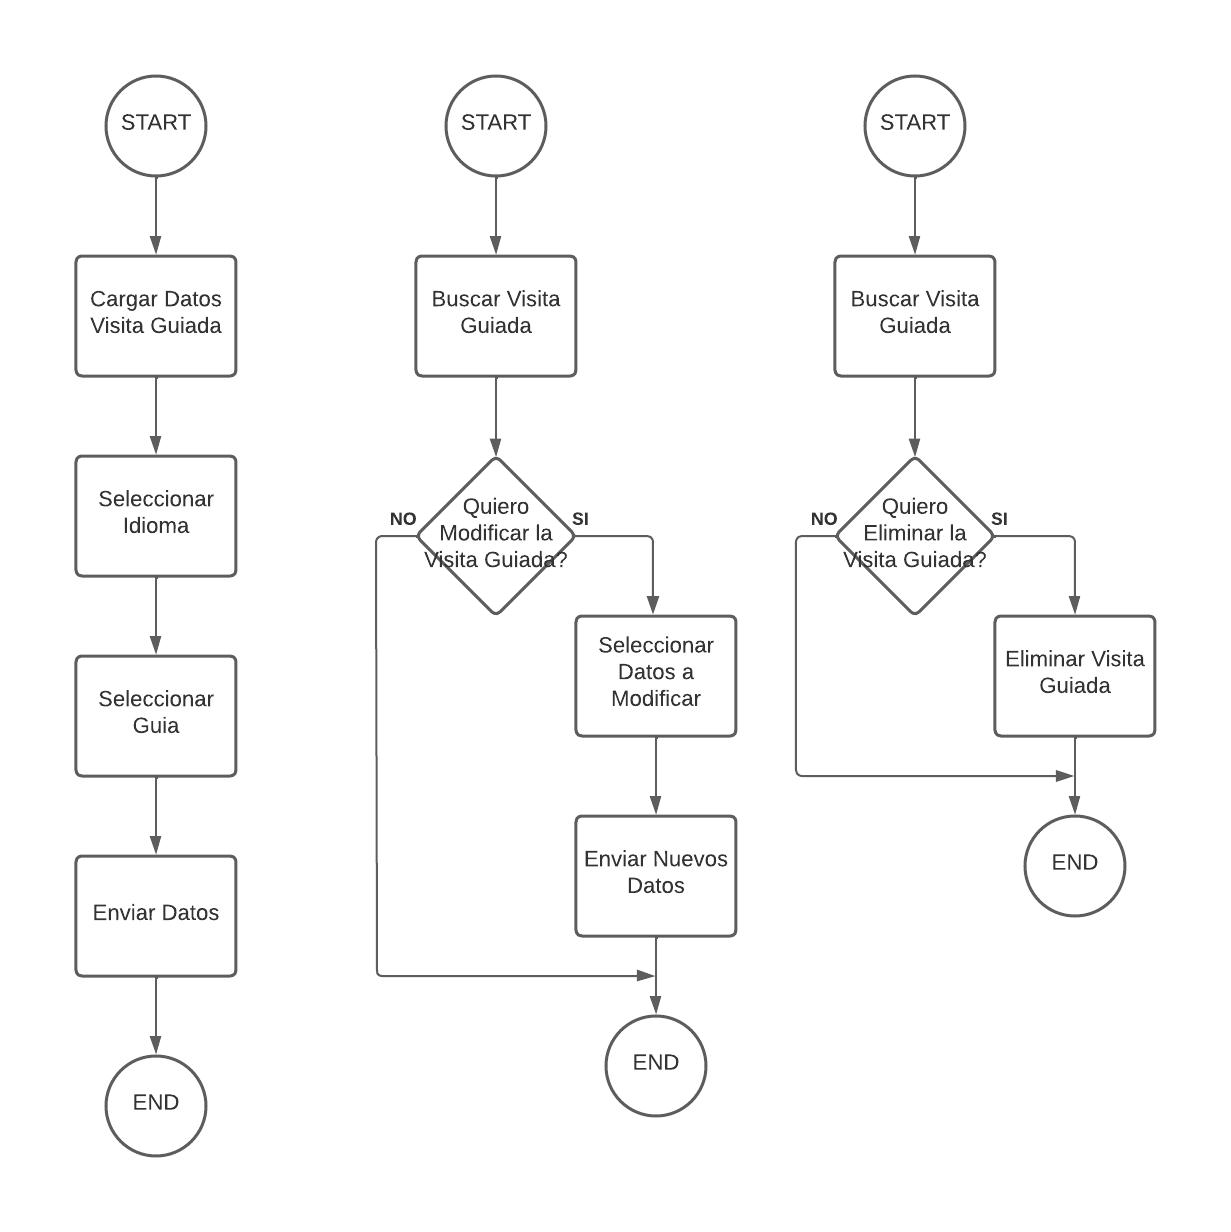 START
Cargar Datos
Visita Guiada
Seleccionar
Idioma
Seleccionar
Guia
Enviar Datos
END
START
Buscar Visita
Guiada
Quiero
Modificar la
Visita Guiada?
NO
SI
Seleccionar
Datos a
Modificar
Enviar Nuevos
Datos
END
START
Buscar Visita
Guiada
Quiero
Eliminar la
Visita Guiada?
NO
SI
Eliminar Visita
Guiada
END